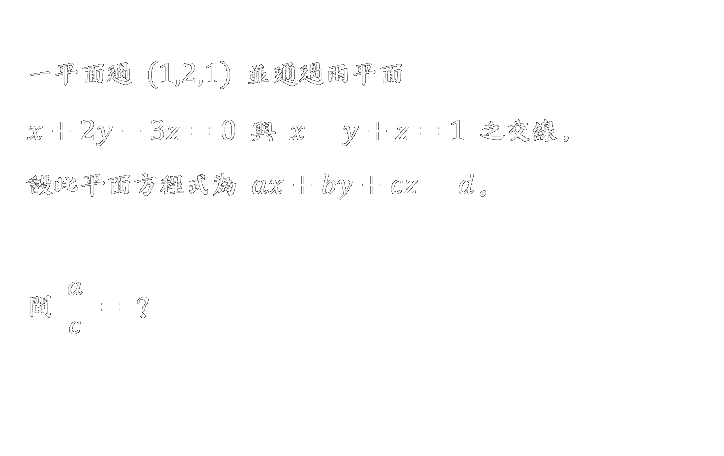 一平面過 (1,2,1) 並通過兩平面
x + 2y − 3z = 0 與 x − y + z = 1 之交線，
設此平面方程式為 ax + by + cz = d。
問 a/c = ?